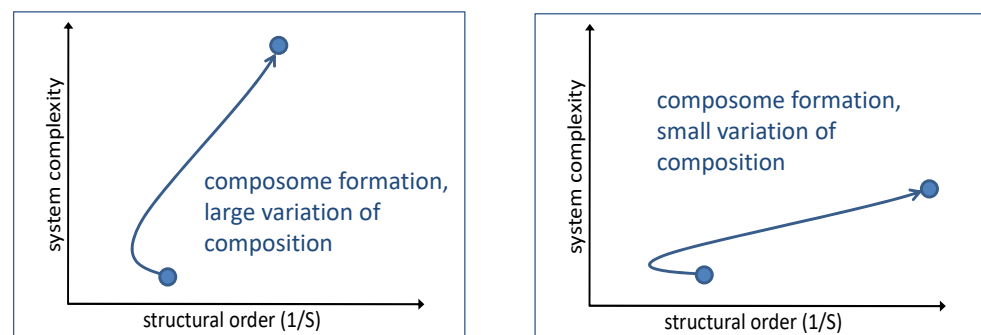 system complexity
composome formation,
large variation of
composition
structural order (1/S)
system complexity
composome formation,
small variation of
composition
structural order (1/S)